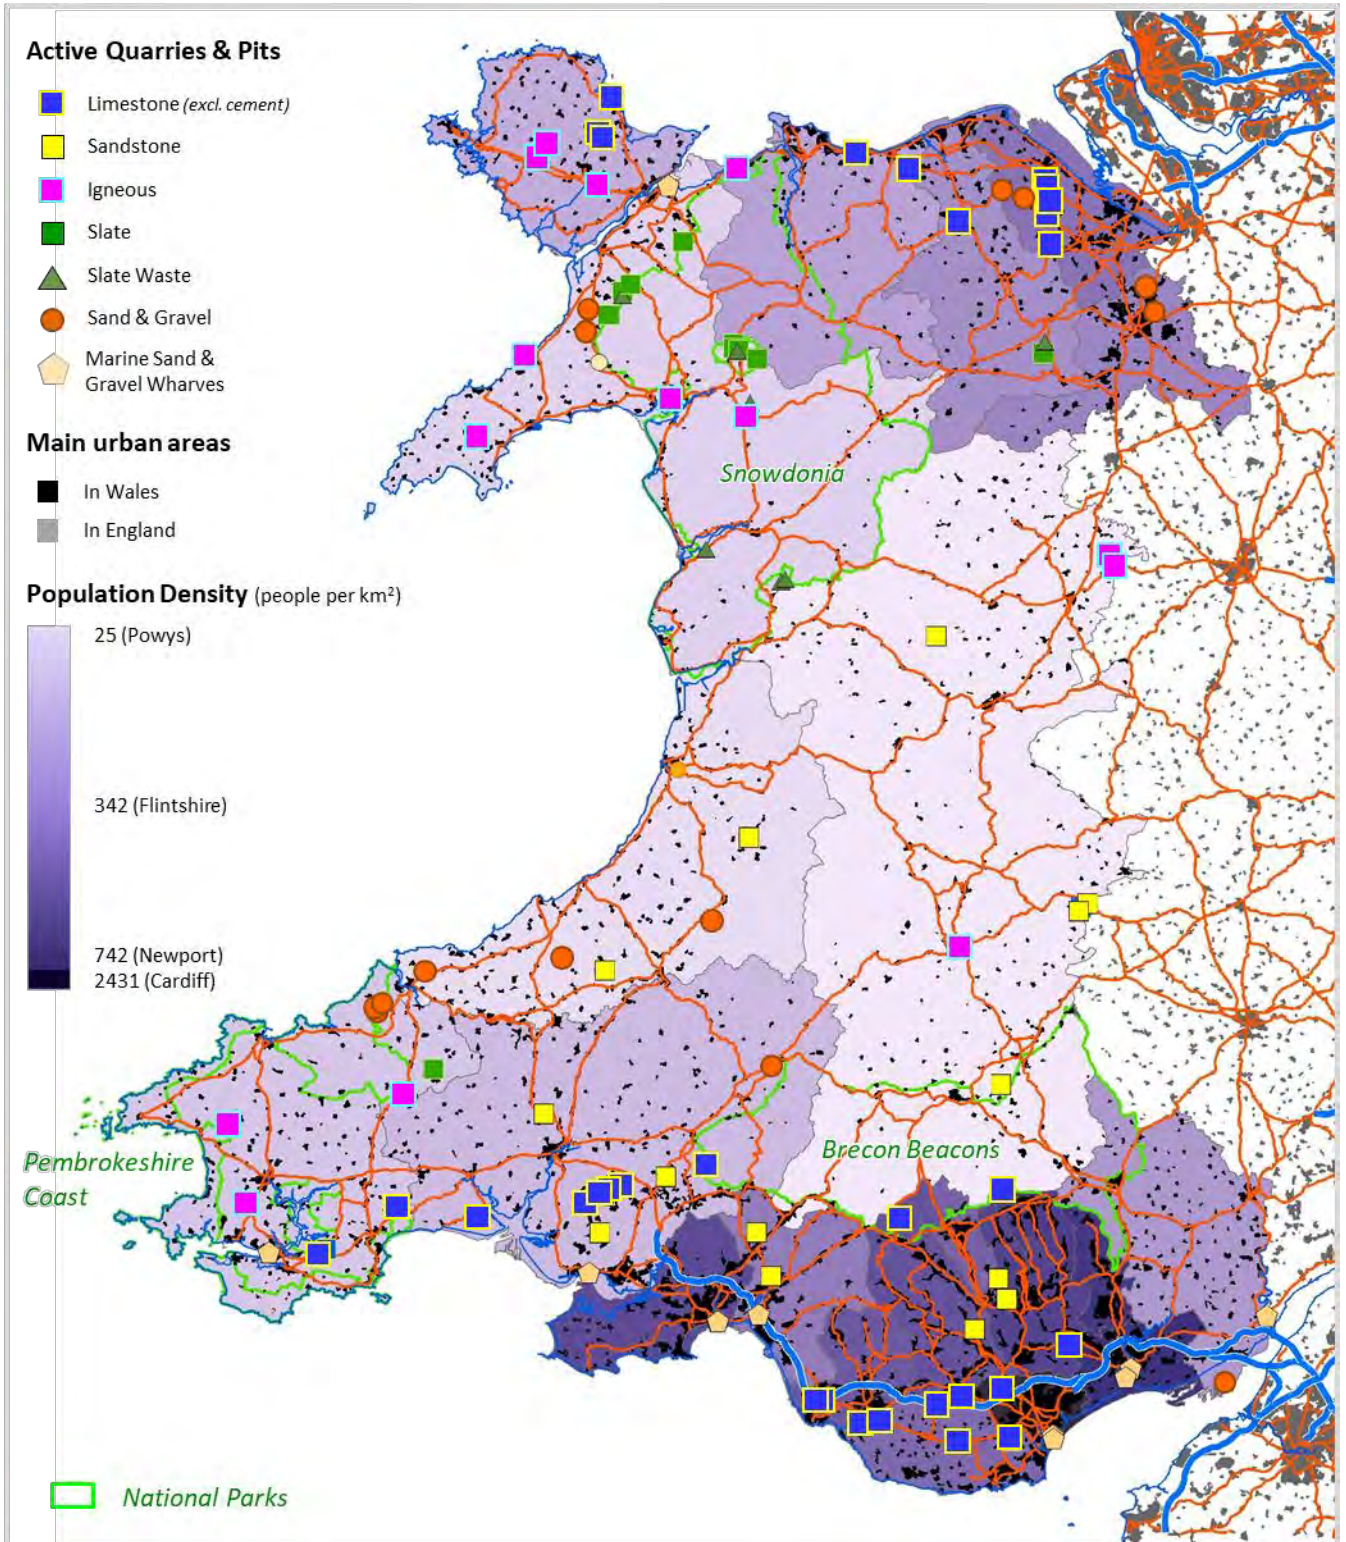 Active Quarries & Pits
Limestone (excl. cement)
Sandstone
Igneous
Slate
Slate Waste
Sand & Gravel
Marine Sand &
Gravel Wharves
Main urban areas
In Wales
In England
Population Density (people per km²)
25 (Powys)
342 (Flintshire)
742 (Newport)
2431 (Cardiff)
Snowdonia
Brecon Beacons
Pembrokeshire
Coast
National Parks